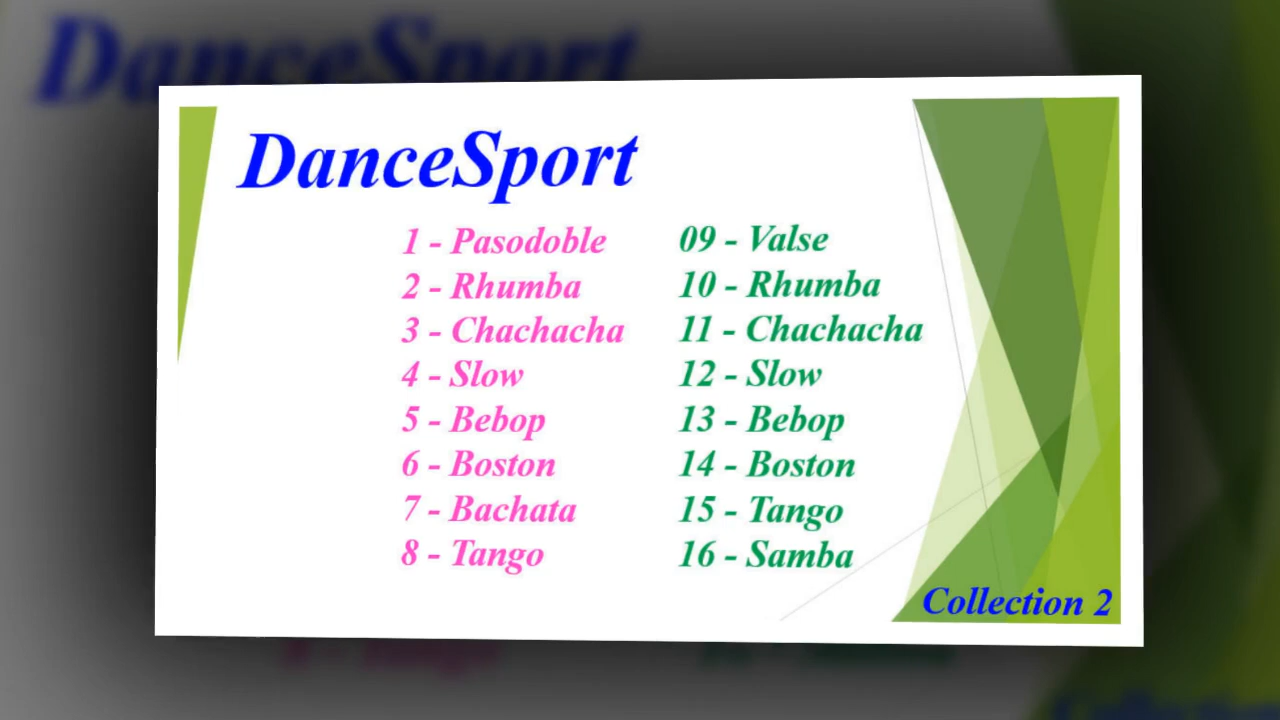 DanceSport
1 - Pasodoble
2 - Rhumba
3 - Chachacha
4 - Slow
5 - Bebop
6 - Boston
7 - Bachata
8 - Tango
09 - Valse
10 - Rhumba
11 - Chachacha
12 - Slow
13 - Bebop
14 - Boston
15 - Tango
16 - Samba
Collection 2